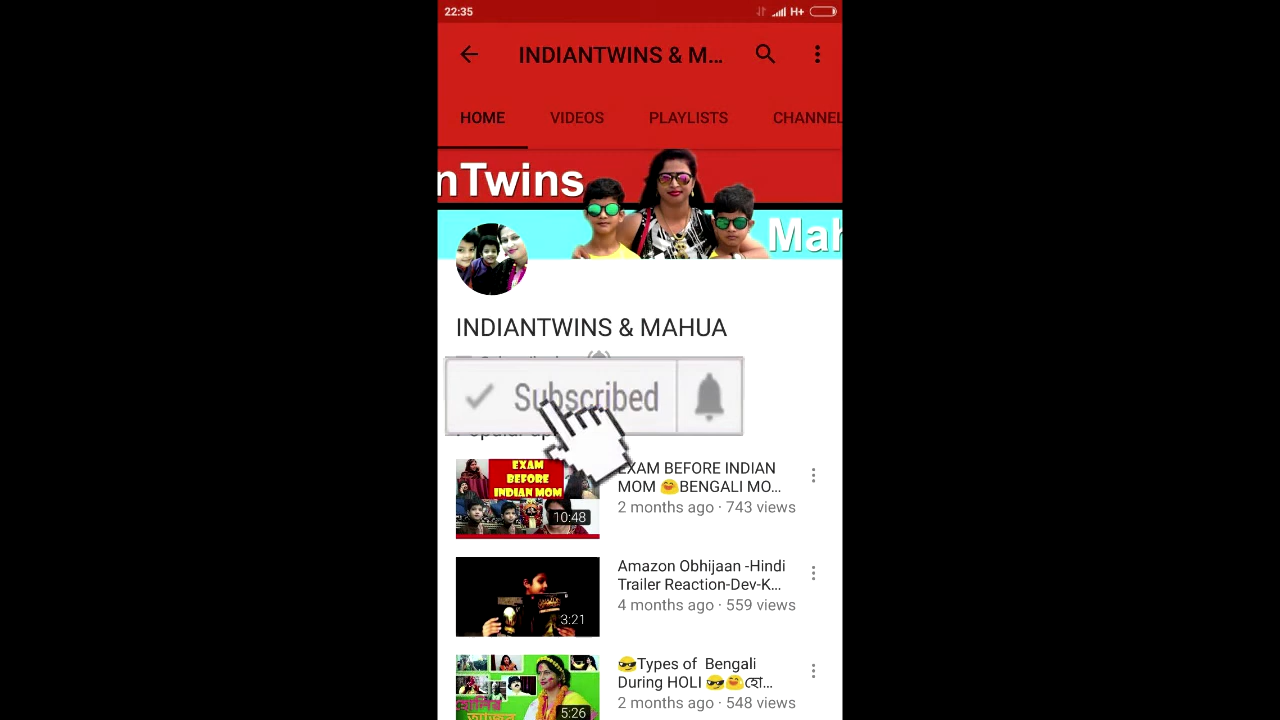 22:35
H+
INDIANTWINS & M...
HOME VIDEOS PLAYLISTS CHANNEL
nTwins
Mah
INDIANTWINS & MAHUA
Subscribed
EXAM BEFORE INDIAN MOM
10:48
EXAM BEFORE INDIAN
MOM 😄BENGALI MO...
2 months ago · 743 views
3:21
Amazon Obhijaan -Hindi
Trailer Reaction-Dev-K...
4 months ago · 559 views
5:26
😎Types of Bengali
During HOLI 😎😄হো...
2 months ago · 548 views